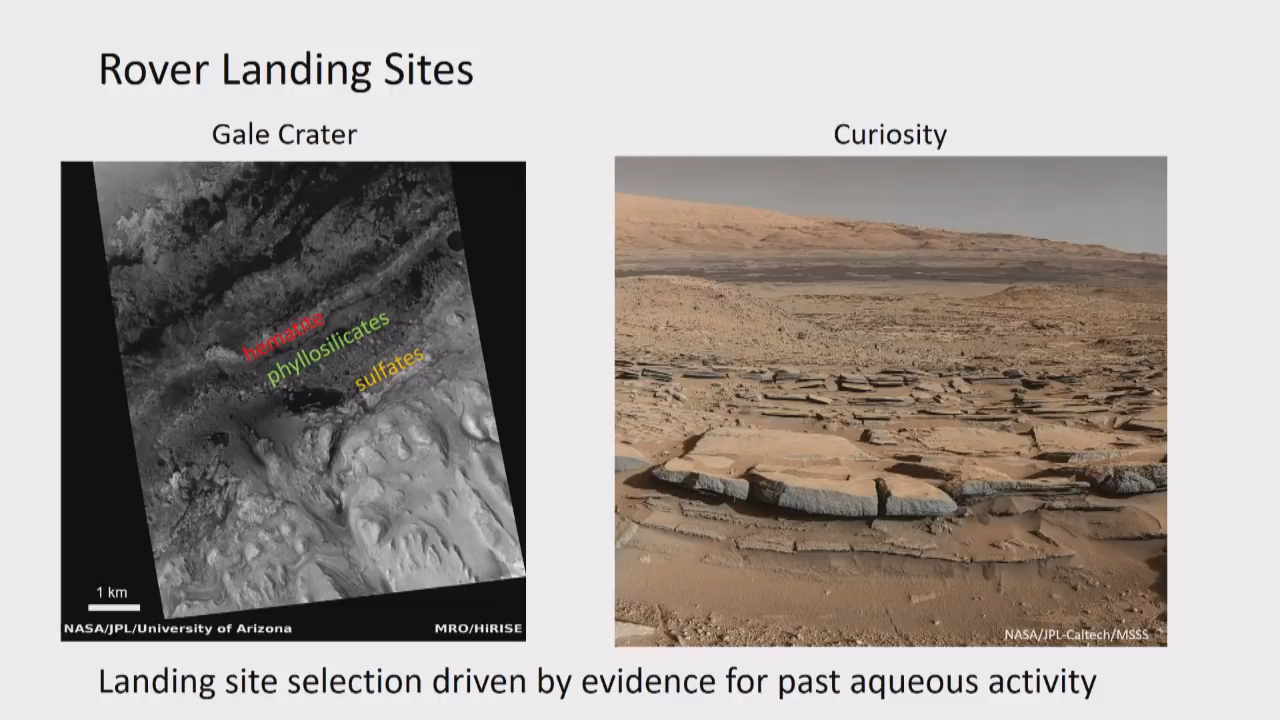 Rover Landing Sites
Gale Crater
Curiosity
hematite
phyllosilicates
sulfates
1 km
NASA/JPL/University of Arizona
MRO/HiRISE
NASA/JPL-Caltech/MSSS
Landing site selection driven by evidence for past aqueous activity